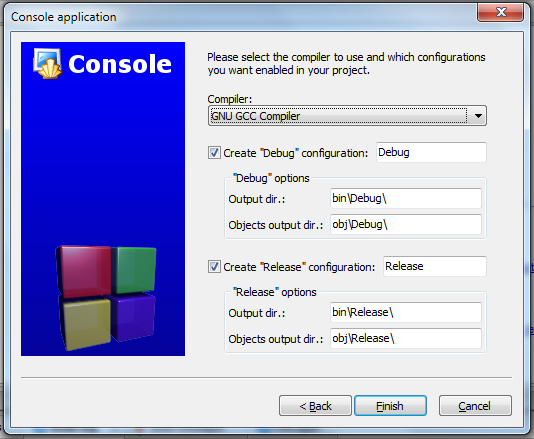 Console application
Console
Please select the compiler to use and which configurations
you want enabled in your project.
Compiler:
GNU GCC Compiler
Create "Debug" configuration: Debug
"Debug" options
Output dir.: bin\Debug\
Objects output dir.: obj\Debug\
Create "Release" configuration: Release
"Release" options
Output dir.: bin\Release\
Objects output dir.: obj\Release\
< Back Finish Cancel